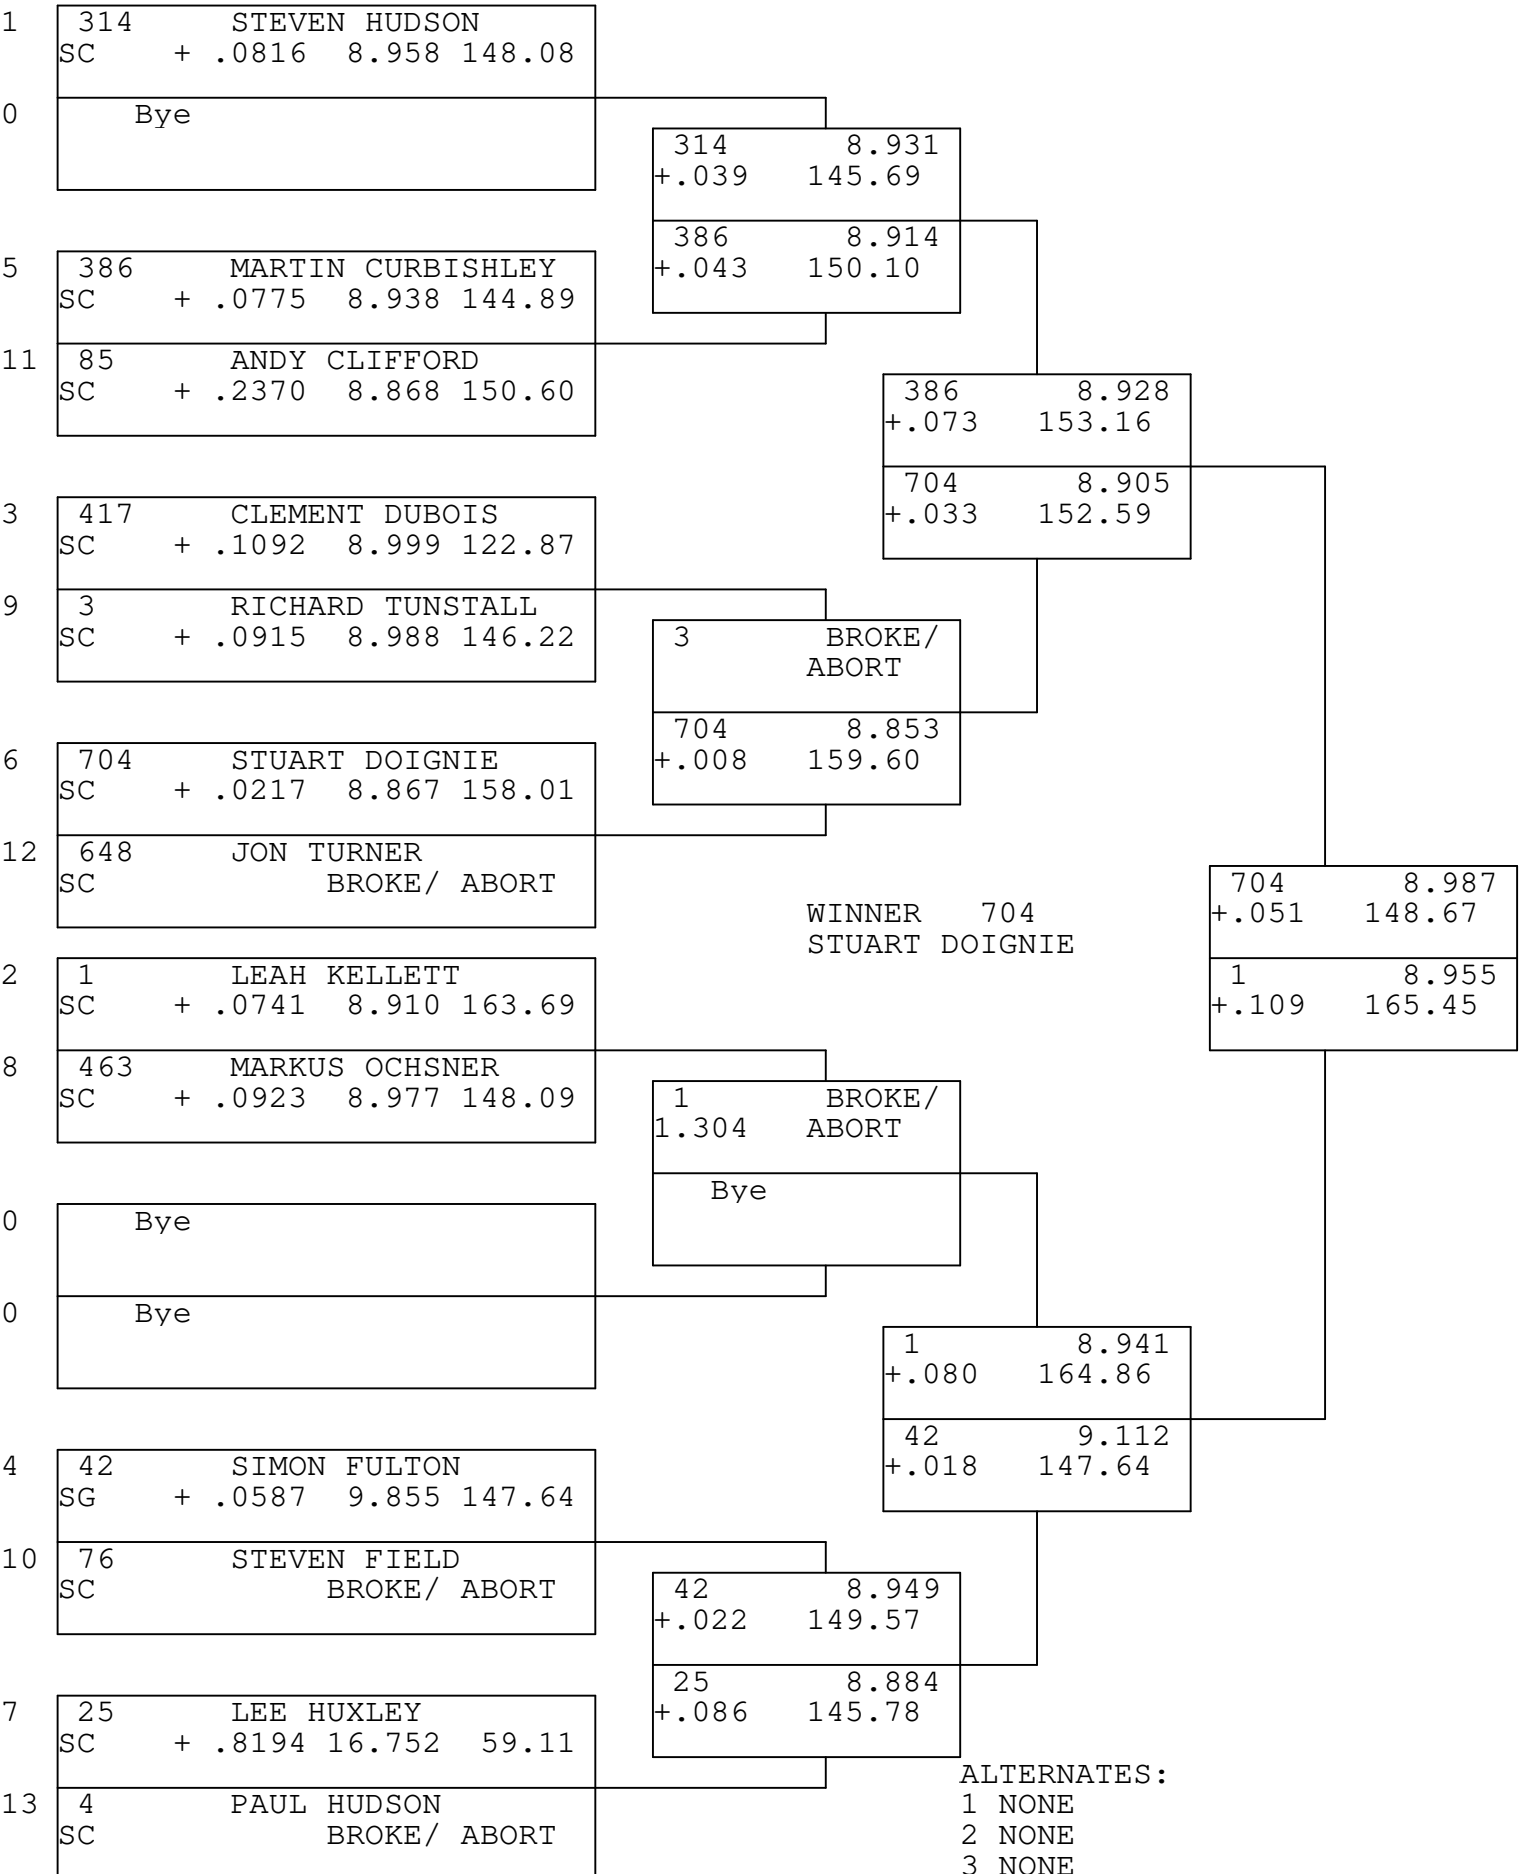 1 314 STEVEN HUDSON
SC + .0816 8.958 148.08
0 Bye
314 8.931
+.039 145.69
386 8.914
+.043 150.10
5 386 MARTIN CURBISHLEY
SC + .0775 8.938 144.89
11 85 ANDY CLIFFORD
SC + .2370 8.868 150.60
386 8.928
+.073 153.16
704 8.905
+.033 152.59
3 417 CLEMENT DUBOIS
SC + .1092 8.999 122.87
9 3 RICHARD TUNSTALL
SC + .0915 8.988 146.22
3 BROKE/
ABORT
704 8.853
+.008 159.60
6 704 STUART DOIGNIE
SC + .0217 8.867 158.01
12 648 JON TURNER
SC BROKE/ ABORT
WINNER 704
STUART DOIGNIE
704 8.987
+.051 148.67
1 8.955
+.109 165.45
2 1 LEAH KELLETT
SC + .0741 8.910 163.69
8 463 MARKUS OCHSNER
SC + .0923 8.977 148.09
1 BROKE/
1.304 ABORT
Bye
0 Bye
0 Bye
1 8.941
+.080 164.86
42 9.112
+.018 147.64
4 42 SIMON FULTON
SG + .0587 9.855 147.64
10 76 STEVEN FIELD
SC BROKE/ ABORT
42 8.949
+.022 149.57
25 8.884
+.086 145.78
7 25 LEE HUXLEY
SC + .8194 16.752 59.11
13 4 PAUL HUDSON
SC BROKE/ ABORT
ALTERNATES:
1 NONE
2 NONE
3 NONE